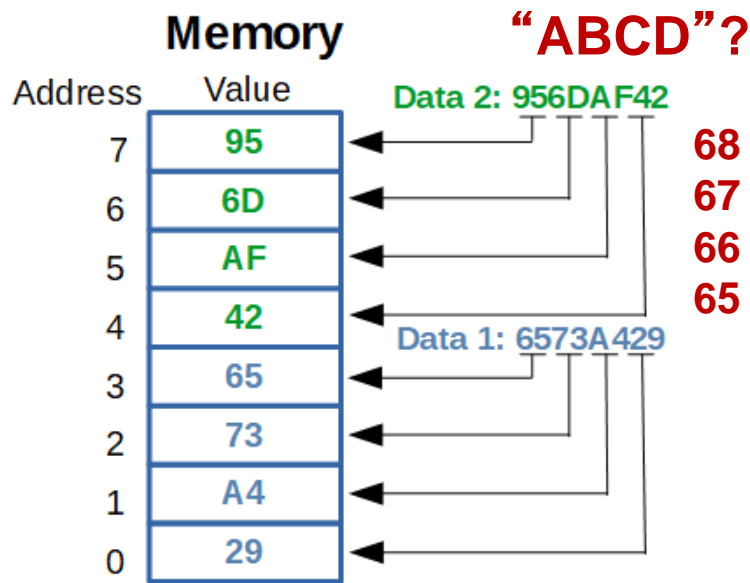 Memory
“ABCD”?
Address
Value
Data 2: 956DAF42
7
95
68
6
6D
67
5
AF
66
4
42
65
Data 1: 6573A429
3
65
2
73
1
A4
0
29